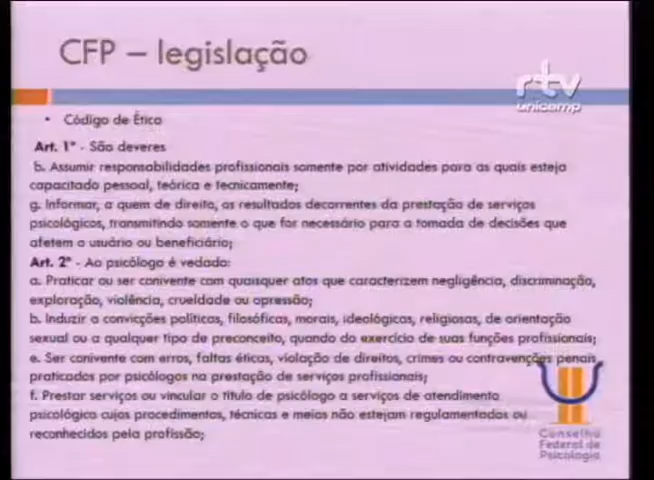 CFP – legislação
rtv
unicamp
• Código de Ética
Art. 1º - São deveres
b. Assumir responsabilidades profissionais somente por atividades para as quais esteja
capacitado pessoal, teórica e tecnicamente;
g. Informar, a quem de direito, os resultados decorrentes da prestação de serviços
psicológicos, transmitindo somente o que for necessário para a tomada de decisões que
afetem o usuário ou beneficiário;
Art. 2º - Ao psicólogo é vedado:
a. Praticar ou ser conivente com quaisquer atos que caracterizem negligência, discriminação,
exploração, violência, crueldade ou opressão;
b. Induzir a convicções políticas, filosóficas, morais, ideológicas, religiosas, de orientação
sexual ou a qualquer tipo de preconceito, quando do exercício de suas funções profissionais;
e. Ser conivente com erros, faltas éticas, violação de direitos, crimes ou contravenções penais
praticados por psicólogos na prestação de serviços profissionais;
f. Prestar serviços ou vincular o título de psicólogo a serviços de atendimento
psicológico cujos procedimentos, técnicas e meios não estejam regulamentados ou
reconhecidos pela profissão;
Conselho
Federal de
Psicologia